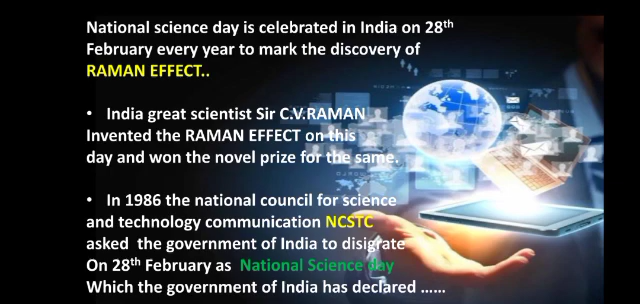 National science day is celebrated in India on 28th
February every year to mark the discovery of
RAMAN EFFECT..
• India great scientist Sir C.V.RAMAN
Invented the RAMAN EFFECT on this
day and won the novel prize for the same.
• In 1986 the national council for science
and technology communication NCSTC
asked the government of India to disigrate
On 28th February as National Science day
Which the government of India has declared ......